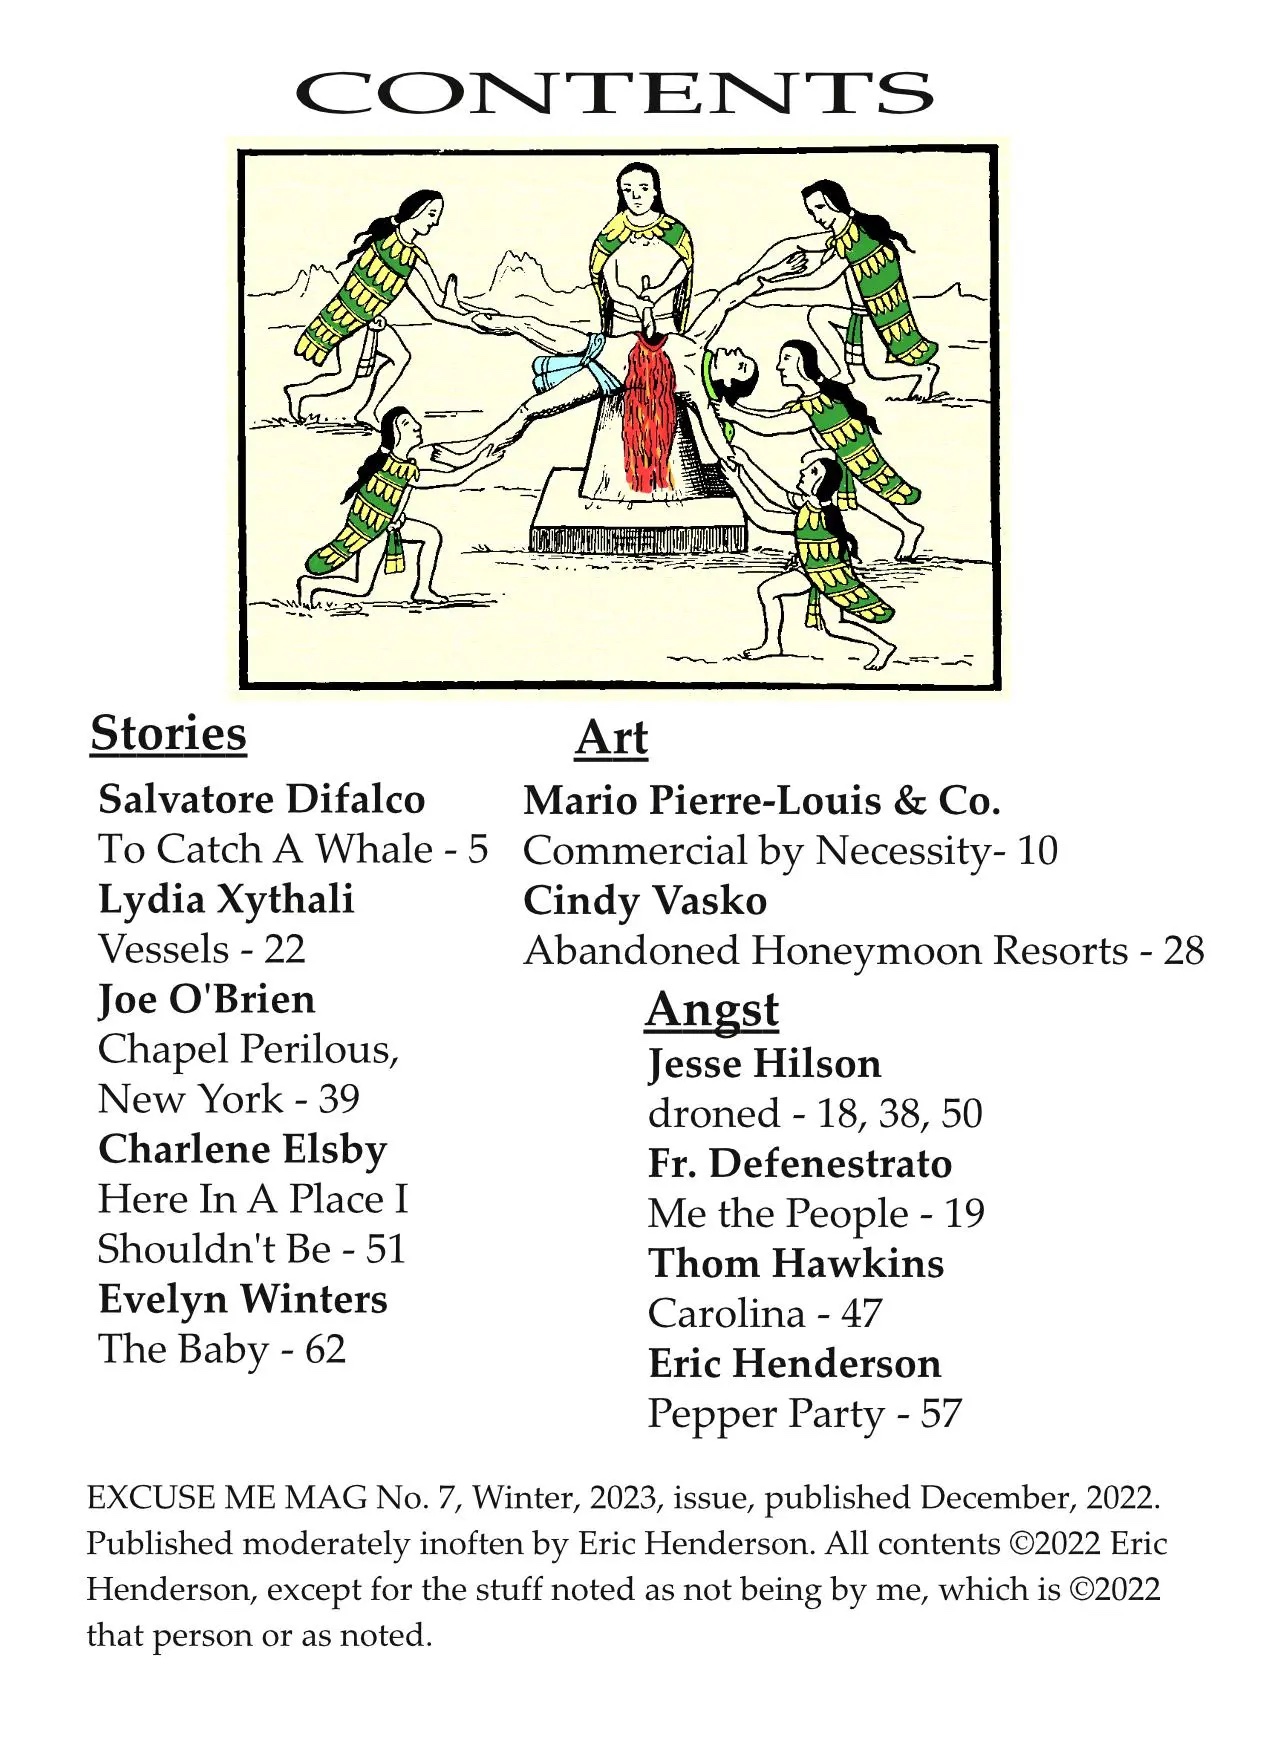 CONTENTS
Stories
Salvatore Difalco
To Catch A Whale - 5
Lydia Xythali
Vessels - 22
Joe O'Brien
Chapel Perilous,
New York - 39
Charlene Elsby
Here In A Place I
Shouldn't Be - 51
Evelyn Winters
The Baby - 62
Art
Mario Pierre-Louis & Co.
Commercial by Necessity- 10
Cindy Vasko
Abandoned Honeymoon Resorts - 28
Angst
Jesse Hilson
droned - 18, 38, 50
Fr. Defenestrato
Me the People - 19
Thom Hawkins
Carolina - 47
Eric Henderson
Pepper Party - 57
EXCUSE ME MAG No. 7, Winter, 2023, issue, published December, 2022.
Published moderately inoften by Eric Henderson. All contents ©2022 Eric
Henderson, except for the stuff noted as not being by me, which is ©2022
that person or as noted.